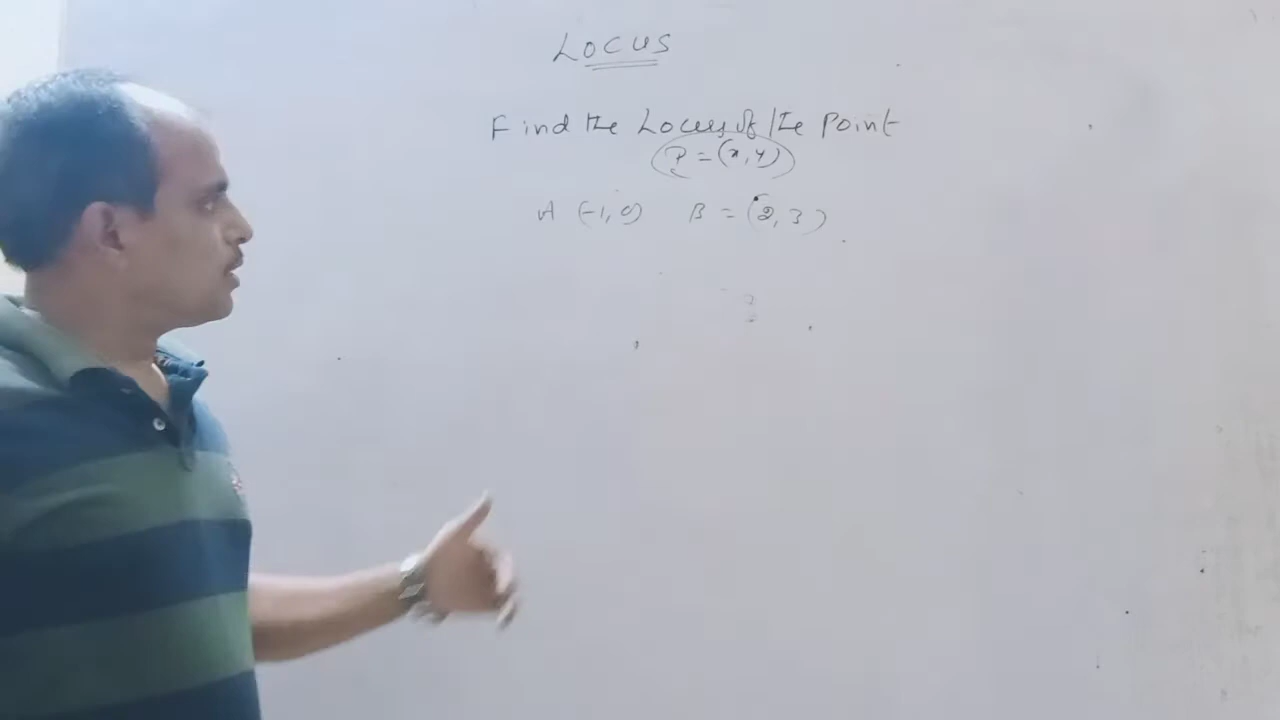 Locus
Find the Locus of the Point
P = (x, y)
A (-1, 0) B = (2, 3)